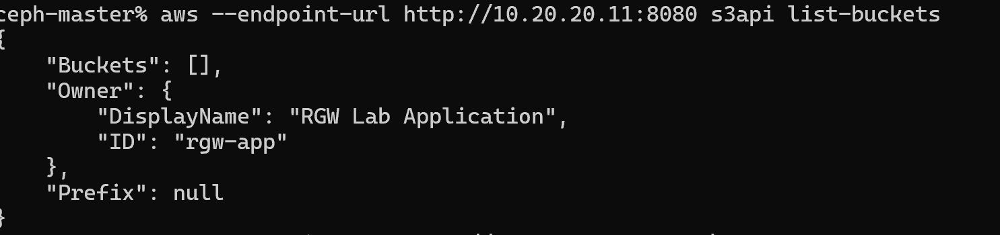 ceph-master% aws --endpoint-url http://10.20.20.11:8080 s3api list-buckets
{
    "Buckets": [],
    "Owner": {
        "DisplayName": "RGW Lab Application",
        "ID": "rgw-app"
    },
    "Prefix": null
}